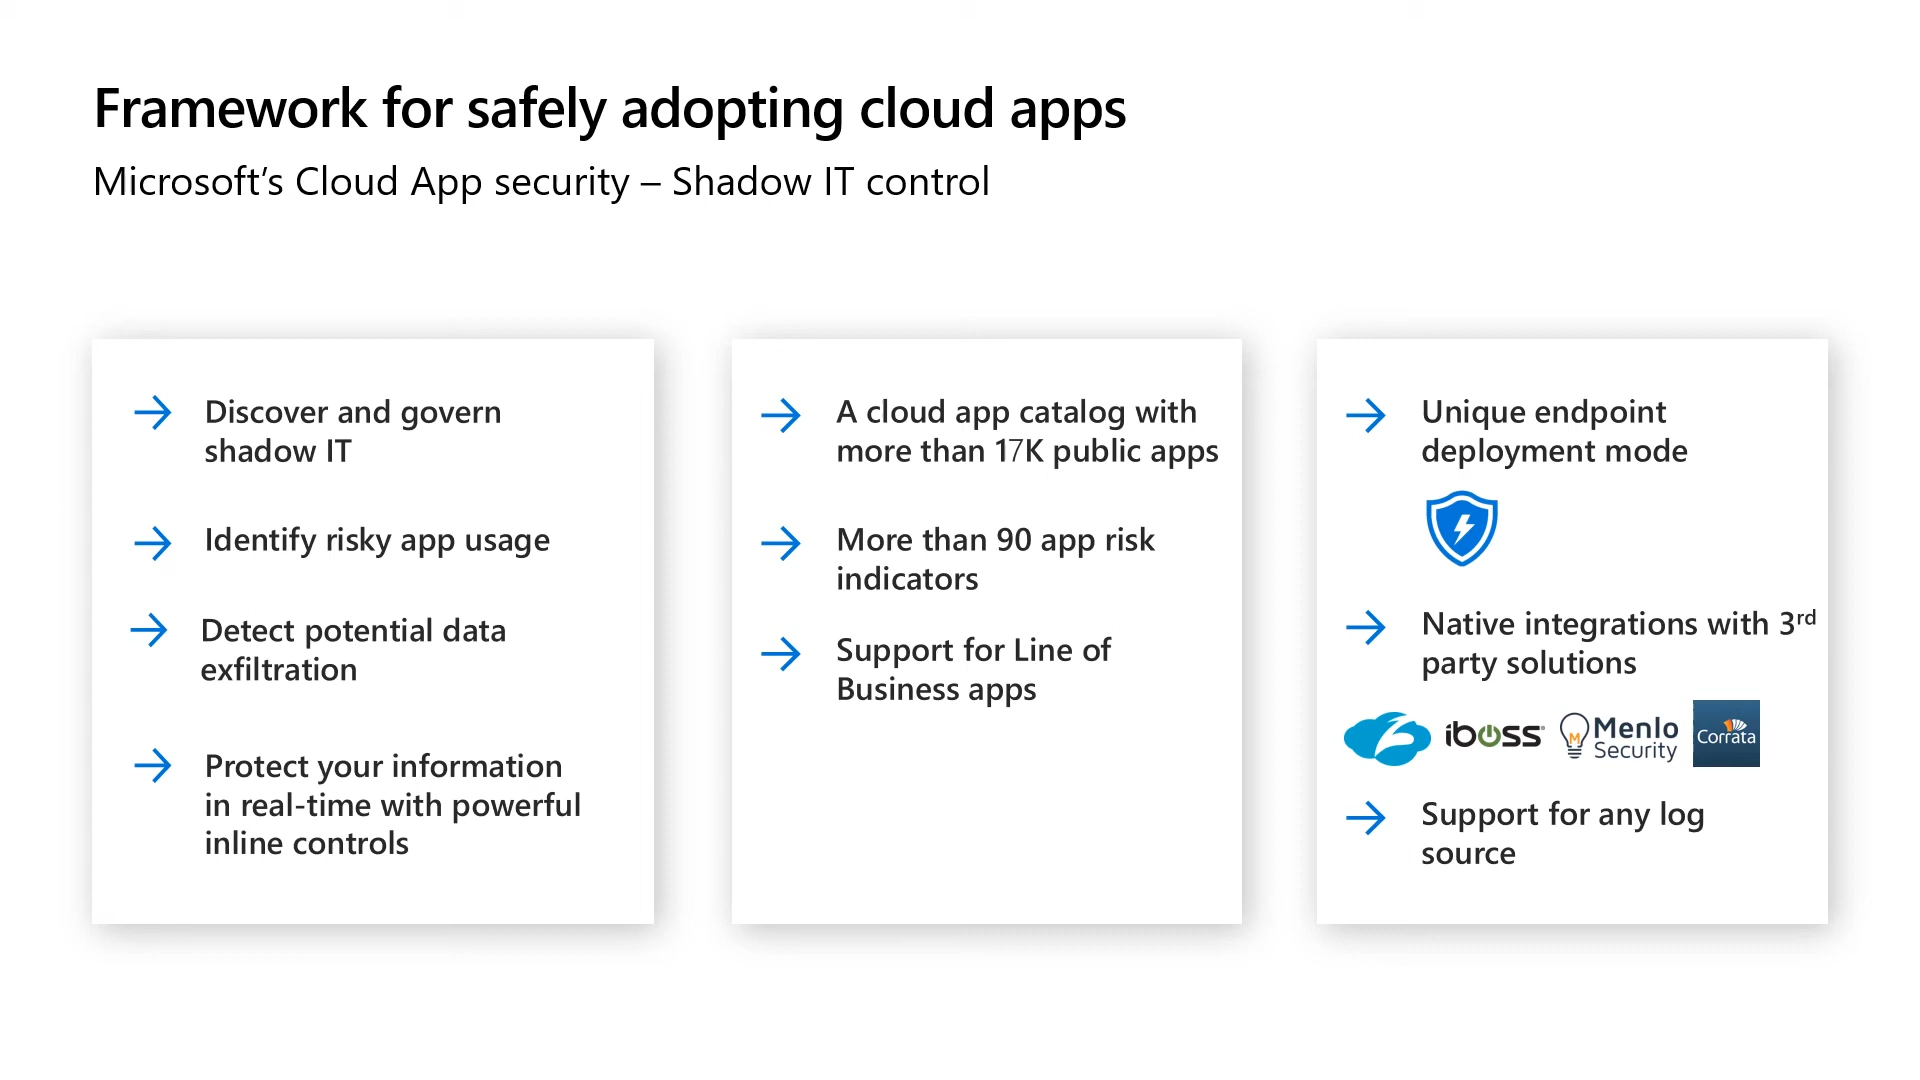 Framework for safely adopting cloud apps
Microsoft’s Cloud App security – Shadow IT control
Discover and govern
shadow IT
Identify risky app usage
Detect potential data
exfiltration
Protect your information
in real-time with powerful
inline controls
A cloud app catalog with
more than 17K public apps
More than 90 app risk
indicators
Support for Line of
Business apps
Unique endpoint
deployment mode
Native integrations with 3rd
party solutions
iboss
Menlo
Security
Corrata
Support for any log
source